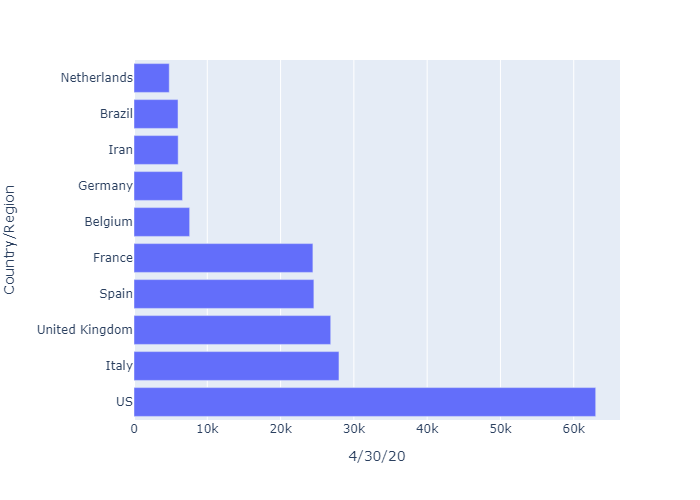 Netherlands
Brazil
Iran
Germany
Belgium
France
Spain
United Kingdom
Italy
US
Country/Region
0 10k 20k 30k 40k 50k 60k
4/30/20